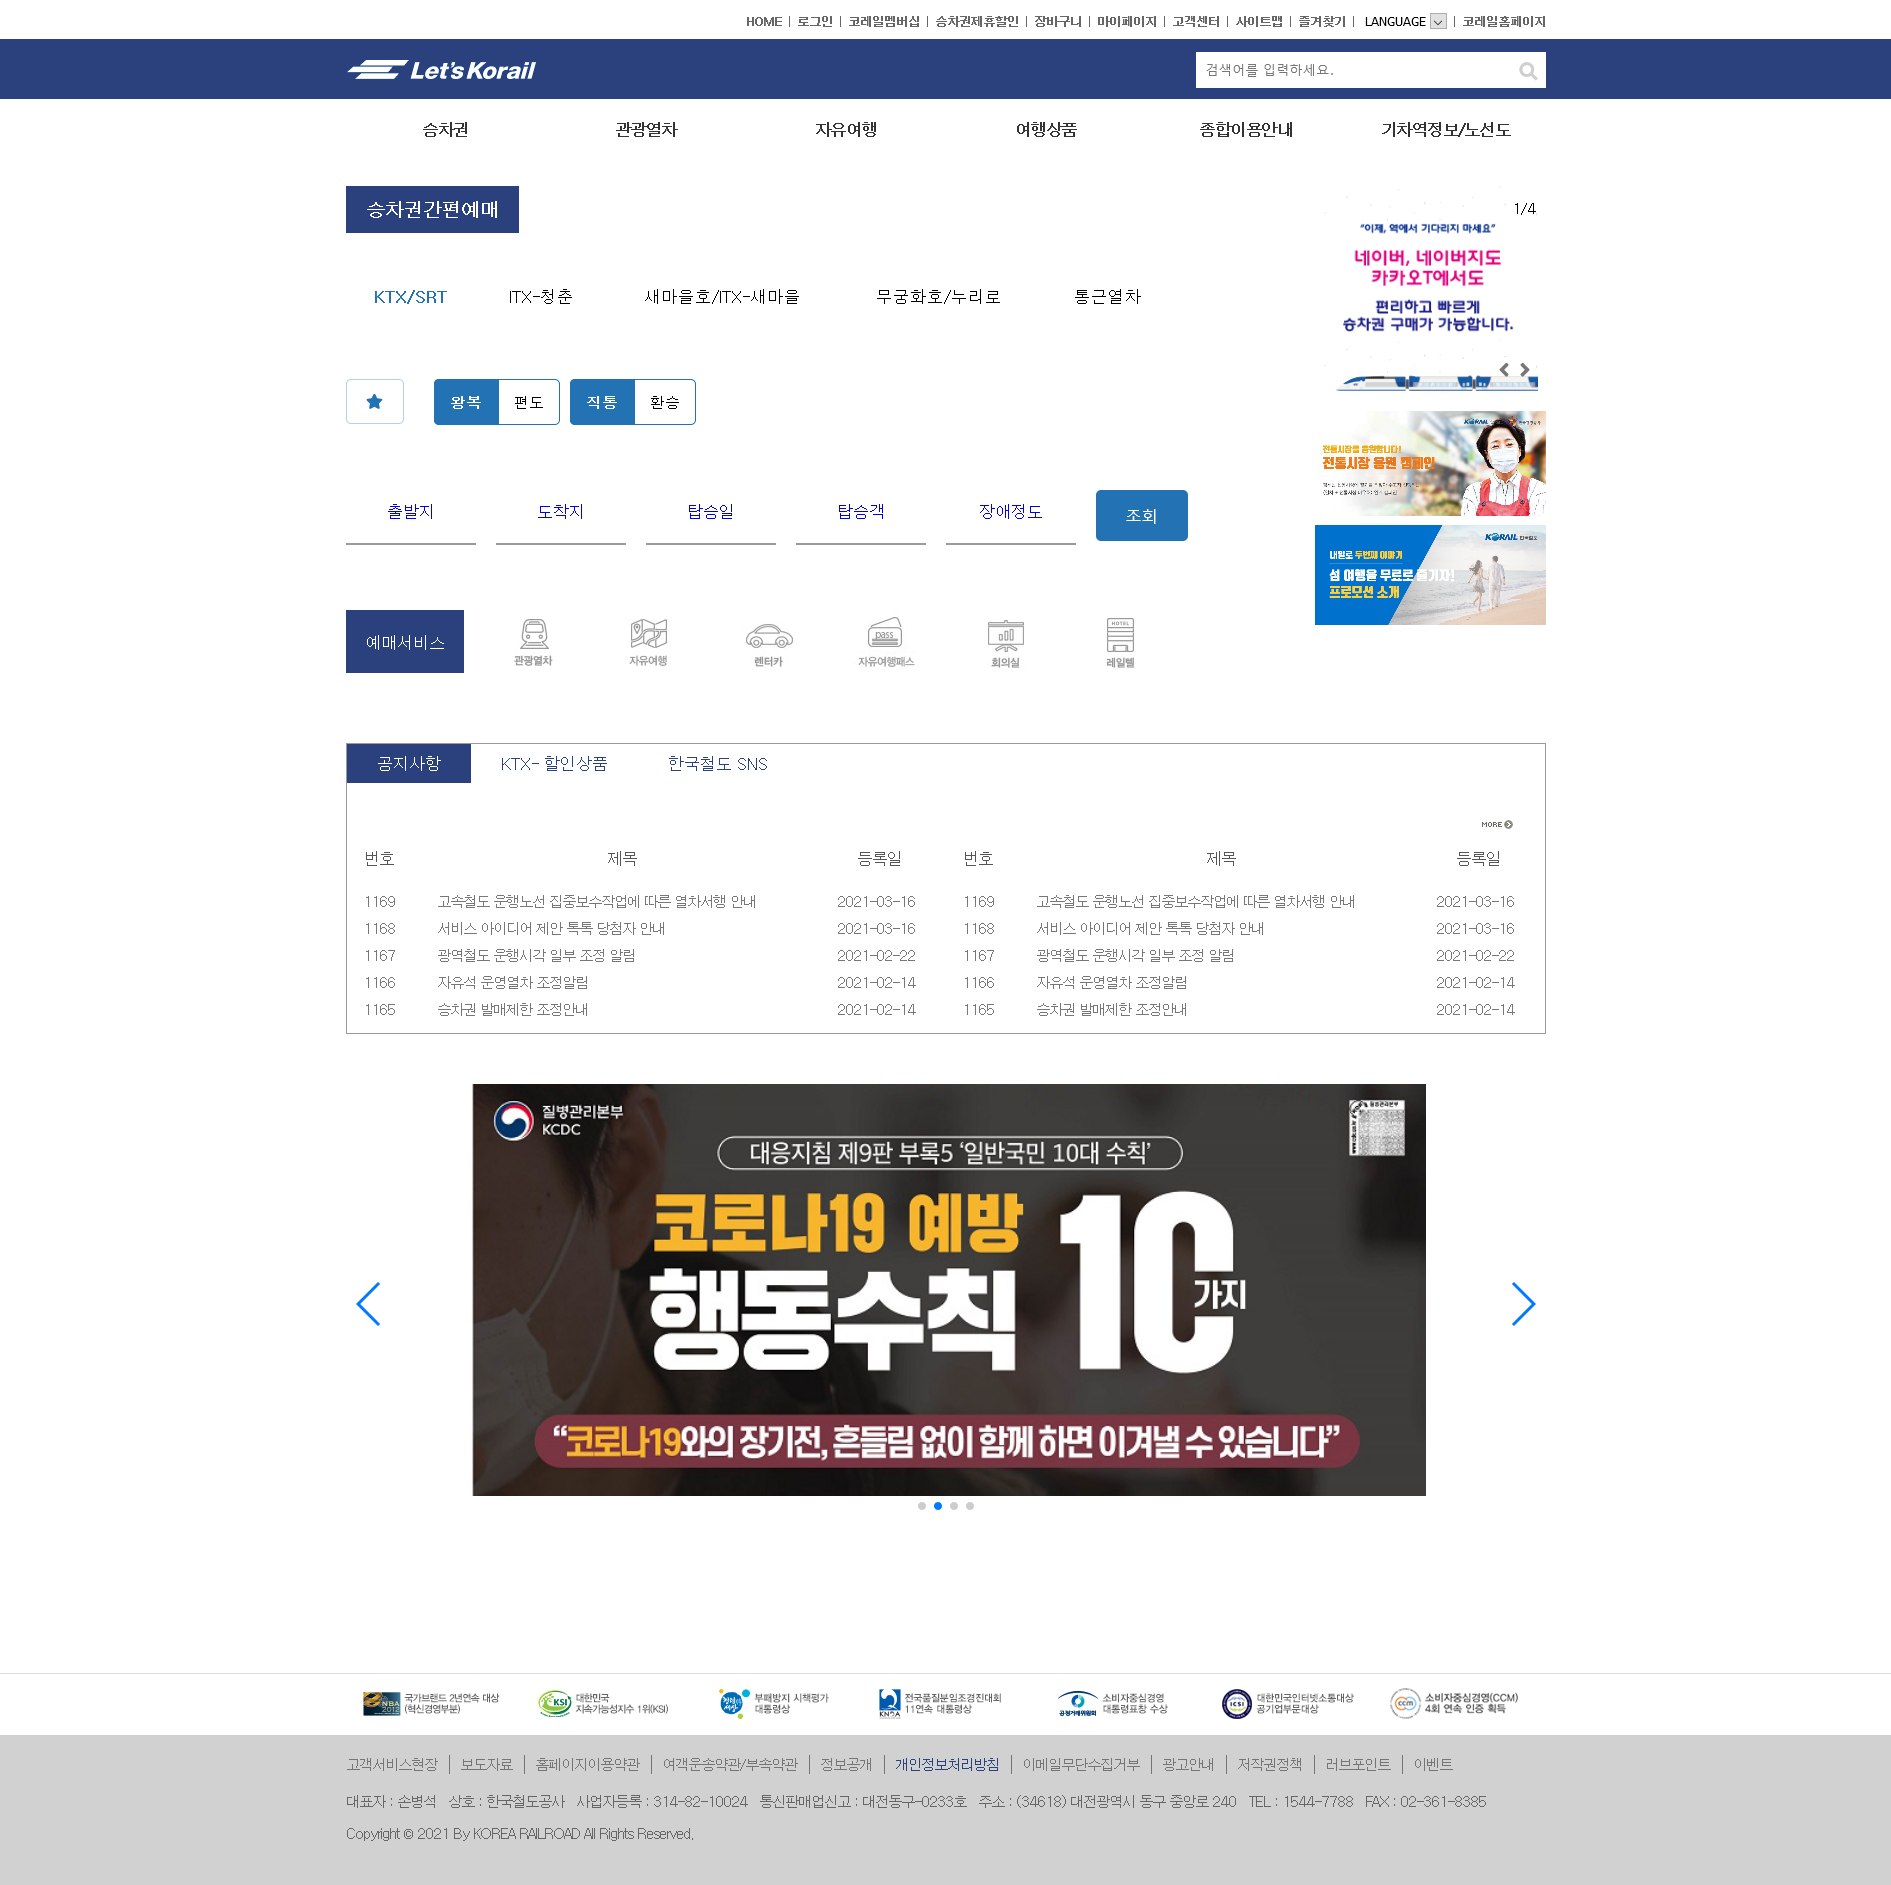 HOME | 로그인 | 코레일멤버십 | 승차권제휴할인 | 장바구니 | 마이페이지 | 고객센터 | 사이트맵 | 즐겨찾기 | LANGUAGE | 코레일홈페이지
Let's Korail
검색어를 입력하세요.
승차권 관광열차 자유여행 여행상품 종합이용안내 기차역정보/노선도
승차권간편예매
1/4
"이제, 역에서 기다리지 마세요"
네이버, 네이버지도
카카오T에서도
편리하고 빠르게
승차권 구매가 가능합니다.
KTX/SRT ITX-청춘 새마을호/ITX-새마을 무궁화호/누리로 통근열차
왕복 편도 직통 환승
KORAIL
전통시장을 응원합니다!
전통시장 응원 캠페인
출발지 도착지 탑승일 탑승객 장애정도 조회
KORAIL 한국철도
내일로 두번째 이야기
섬 여행을 무료로 즐기자!
프로모션 소개
예매서비스
관광열차 자유여행 렌터카 pass 자유여행패스 회의실 HOTEL 레일텔
공지사항 KTX- 할인상품 한국철도 SNS
MORE
번호 제목 등록일 번호 제목 등록일
1169 고속철도 운행노선 집중보수작업에 따른 열차서행 안내 2021-03-16 1169 고속철도 운행노선 집중보수작업에 따른 열차서행 안내 2021-03-16
1168 서비스 아이디어 제안 톡톡 당첨자 안내 2021-03-16 1168 서비스 아이디어 제안 톡톡 당첨자 안내 2021-03-16
1167 광역철도 운행시각 일부 조정 알림 2021-02-22 1167 광역철도 운행시각 일부 조정 알림 2021-02-22
1166 자유석 운영열차 조정알림 2021-02-14 1166 자유석 운영열차 조정알림 2021-02-14
1165 승차권 발매제한 조정안내 2021-02-14 1165 승차권 발매제한 조정안내 2021-02-14
질병관리본부
KCDC
대응지침 제9판 부록5 '일반국민 10대 수칙'
코로나19 예방
행동수칙 10가지
"코로나19와의 장기전, 흔들림 없이 함께 하면 이겨낼 수 있습니다"
NBA 2012 국가브랜드 2년연속 대상
(혁신경영부문)
KSI 대한민국
지속가능성지수 1위(KSI)
부패방지 시책평가
대통령상
전국품질분임조경진대회
11년연속 대통령상
공정거래위원회 소비자중심경영
대통령표창 수상
ICSI 대한민국인터넷소통대상
공기업부문대상
ccm 소비자중심경영(CCM)
4회 연속 인증 획득
고객서비스헌장 | 보도자료 | 홈페이지이용약관 | 여객운송약관/부속약관 | 정보공개 | 개인정보처리방침 | 이메일무단수집거부 | 광고안내 | 저작권정책 | 러브포인트 | 이벤트
대표자 : 손병석 상호 : 한국철도공사 사업자등록 : 314-82-10024 통신판매업신고 : 대전동구-0233호 주소 : (34618) 대전광역시 동구 중앙로 240 TEL : 1544-7788 FAX : 02-361-8385
Copyright © 2021 By KOREA RAILROAD All Rights Reserved.